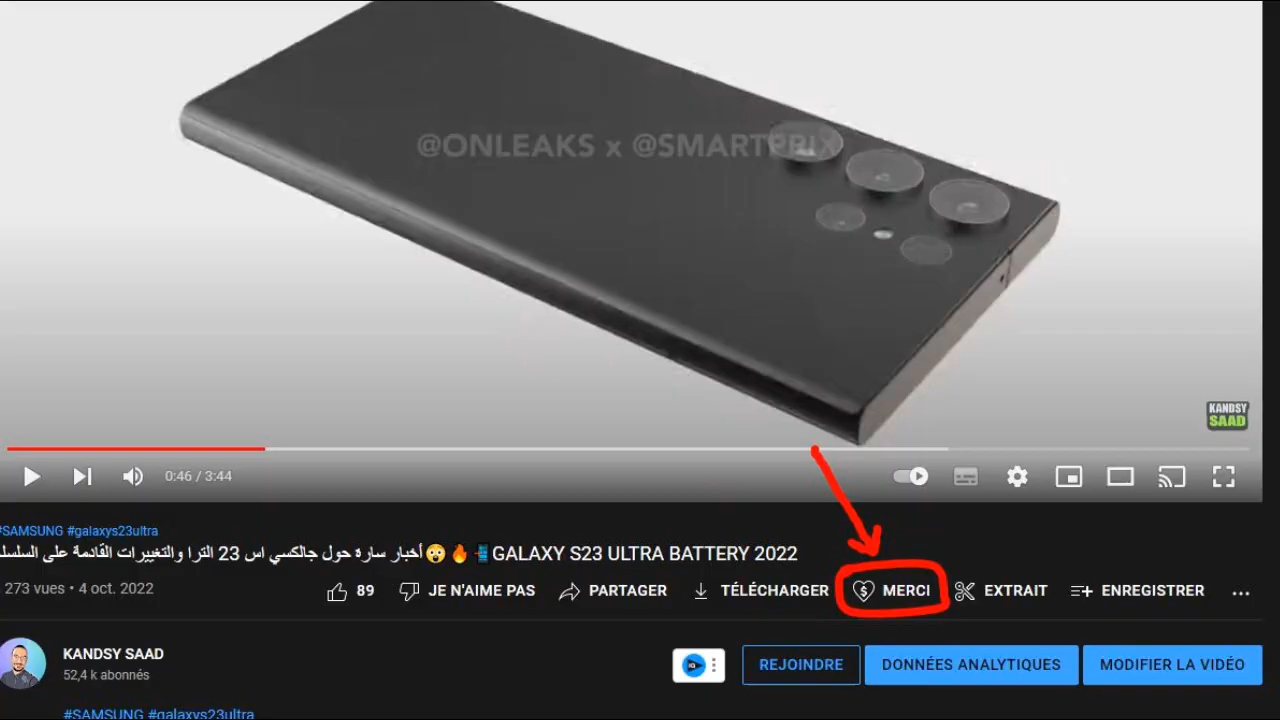 @ONLEAKS x @SMARTPRIX
KANDSY
SAAD
0:46 / 3:44
#SAMSUNG #galaxys23ultra
أخبار سارة حول جالكسي اس 23 الترا والتغييرات القادمة على السلسل😲🔥📲GALAXY S23 ULTRA BATTERY 2022
273 vues • 4 oct. 2022
89 JE N'AIME PAS PARTAGER TÉLÉCHARGER MERCI EXTRAIT ENREGISTRER ...
KANDSY SAAD
52,4 k abonnés
REJOINDRE DONNÉES ANALYTIQUES MODIFIER LA VIDÉO
#SAMSUNG #galaxys23ultra